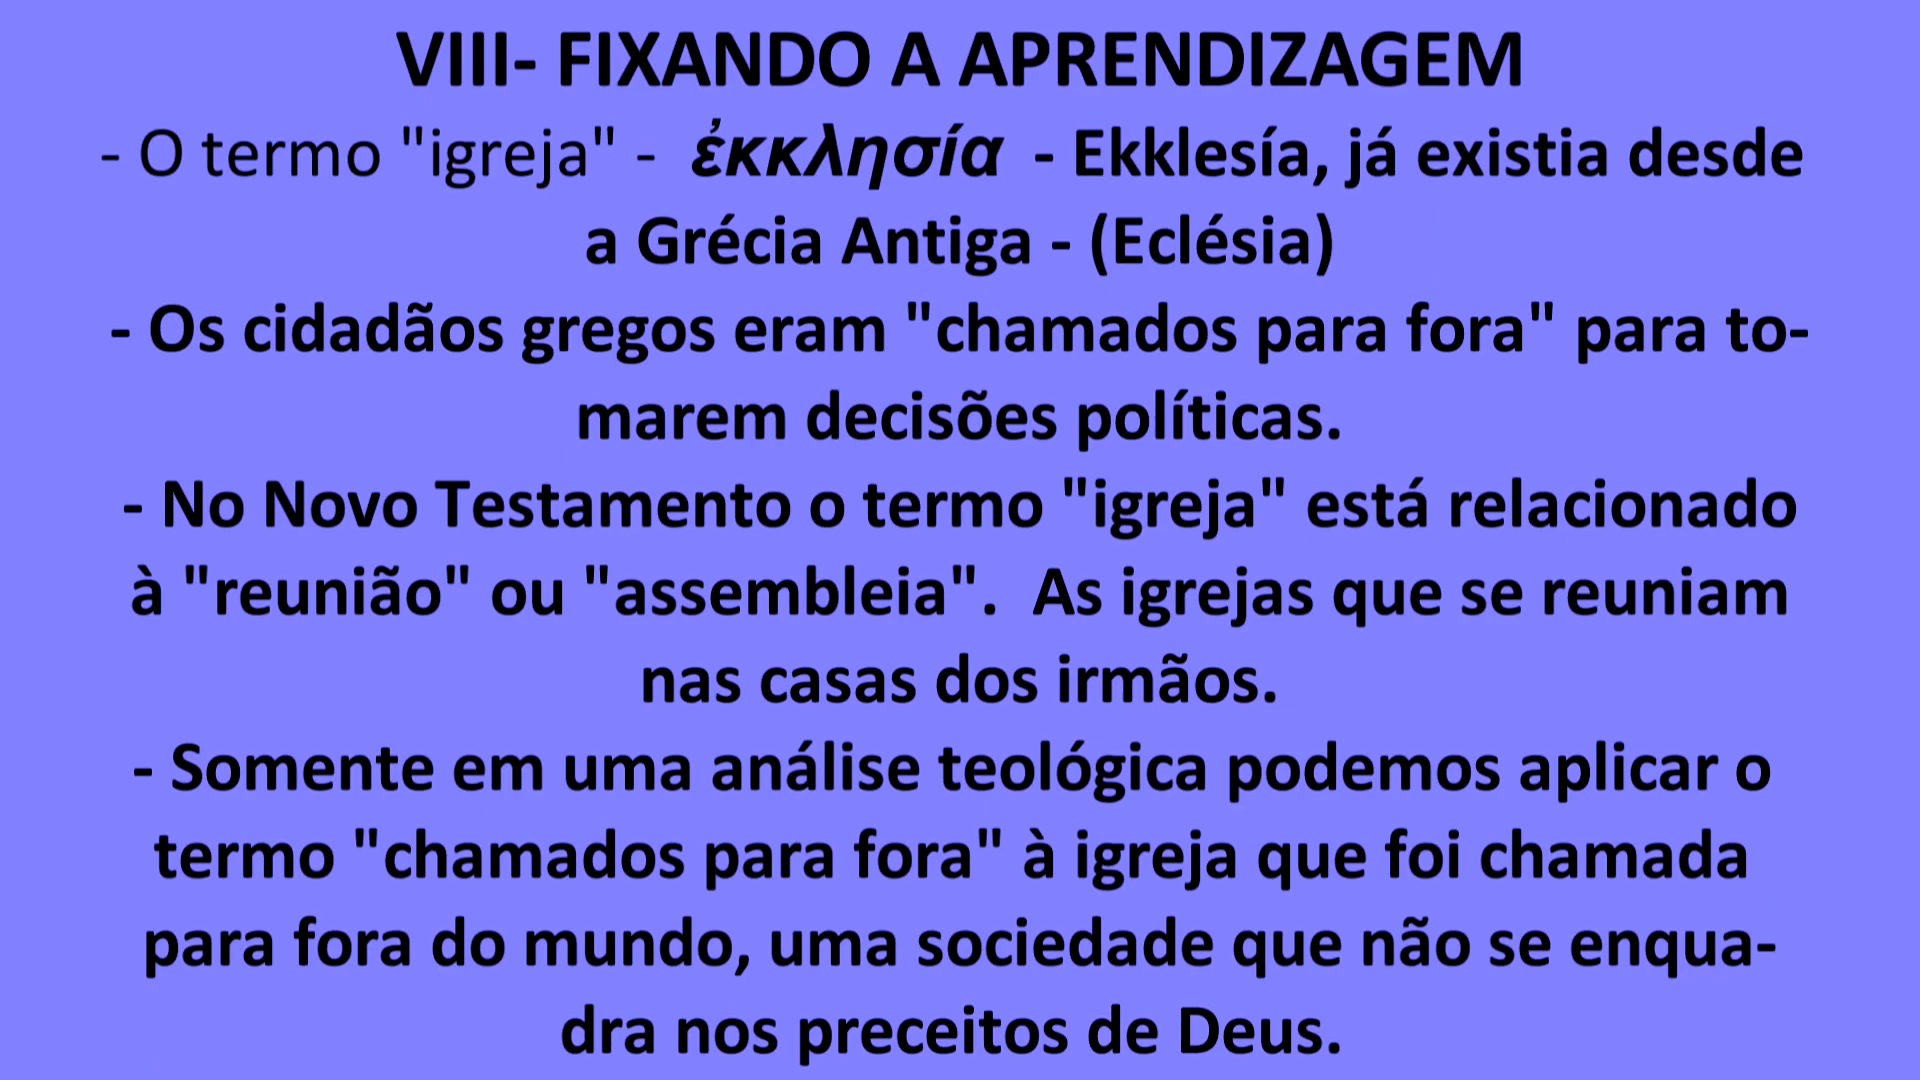 VIII- FIXANDO A APRENDIZAGEM
- O termo "igreja" - ἐκκλησία - Ekklesía, já existia desde
a Grécia Antiga - (Eclésia)
- Os cidadãos gregos eram "chamados para fora" para to-
marem decisões políticas.
- No Novo Testamento o termo "igreja" está relacionado
à "reunião" ou "assembleia". As igrejas que se reuniam
nas casas dos irmãos.
- Somente em uma análise teológica podemos aplicar o
termo "chamados para fora" à igreja que foi chamada
para fora do mundo, uma sociedade que não se enqua-
dra nos preceitos de Deus.